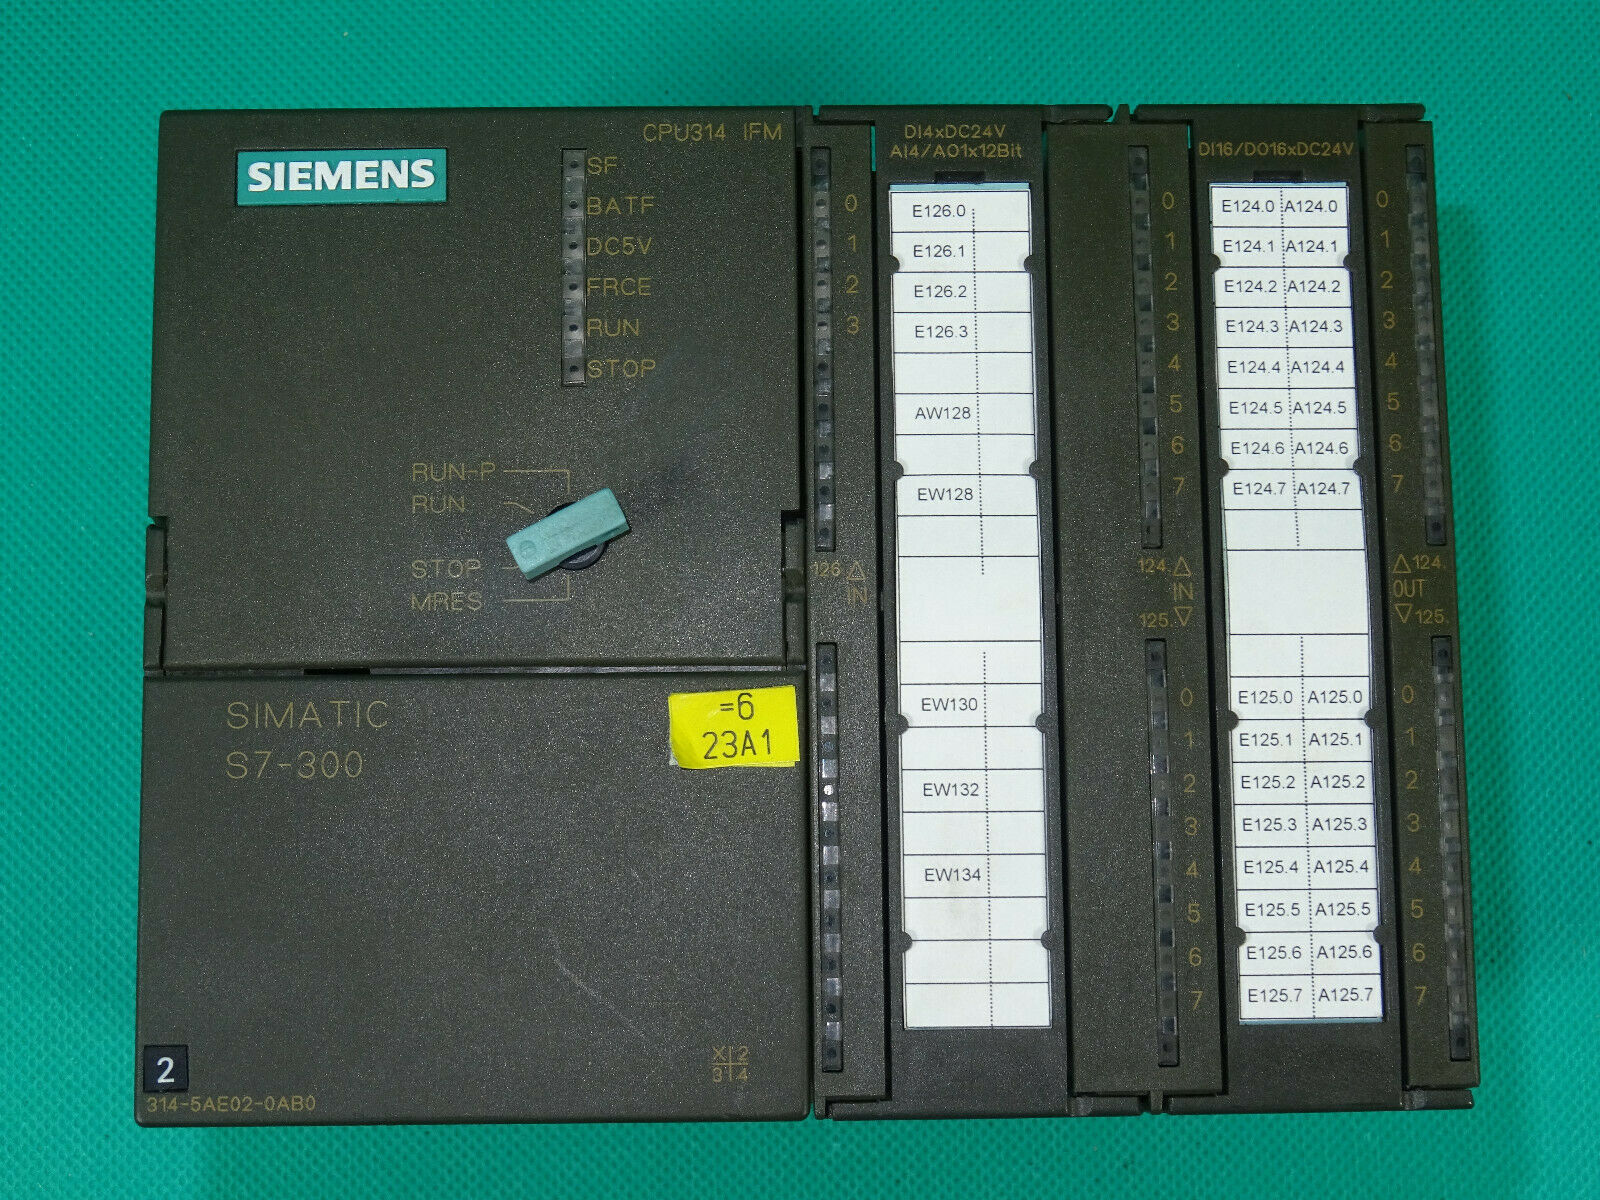 SIEMENS
CPU314 IFM
SF
BATF
DC5V
FRCE
RUN
STOP
RUN-P
RUN
STOP
MRES
SIMATIC
S7-300
=6
23A1
2
X 2
3 4
314-5AE02-0AB0
DI4xDC24V
AI4/AO1x12Bit
0
1
2
3
126.
IN
E126.0
E126.1
E126.2
E126.3
AW128
EW128
EW130
EW132
EW134
DI16/DO16xDC24V
0
1
2
3
4
5
6
7
124.
IN
125.
0
1
2
3
4
5
6
7
E124.0 A124.0
E124.1 A124.1
E124.2 A124.2
E124.3 A124.3
E124.4 A124.4
E124.5 A124.5
E124.6 A124.6
E124.7 A124.7
E125.0 A125.0
E125.1 A125.1
E125.2 A125.2
E125.3 A125.3
E125.4 A125.4
E125.5 A125.5
E125.6 A125.6
E125.7 A125.7
0
1
2
3
4
5
6
7
124.
OUT
125.
0
1
2
3
4
5
6
7